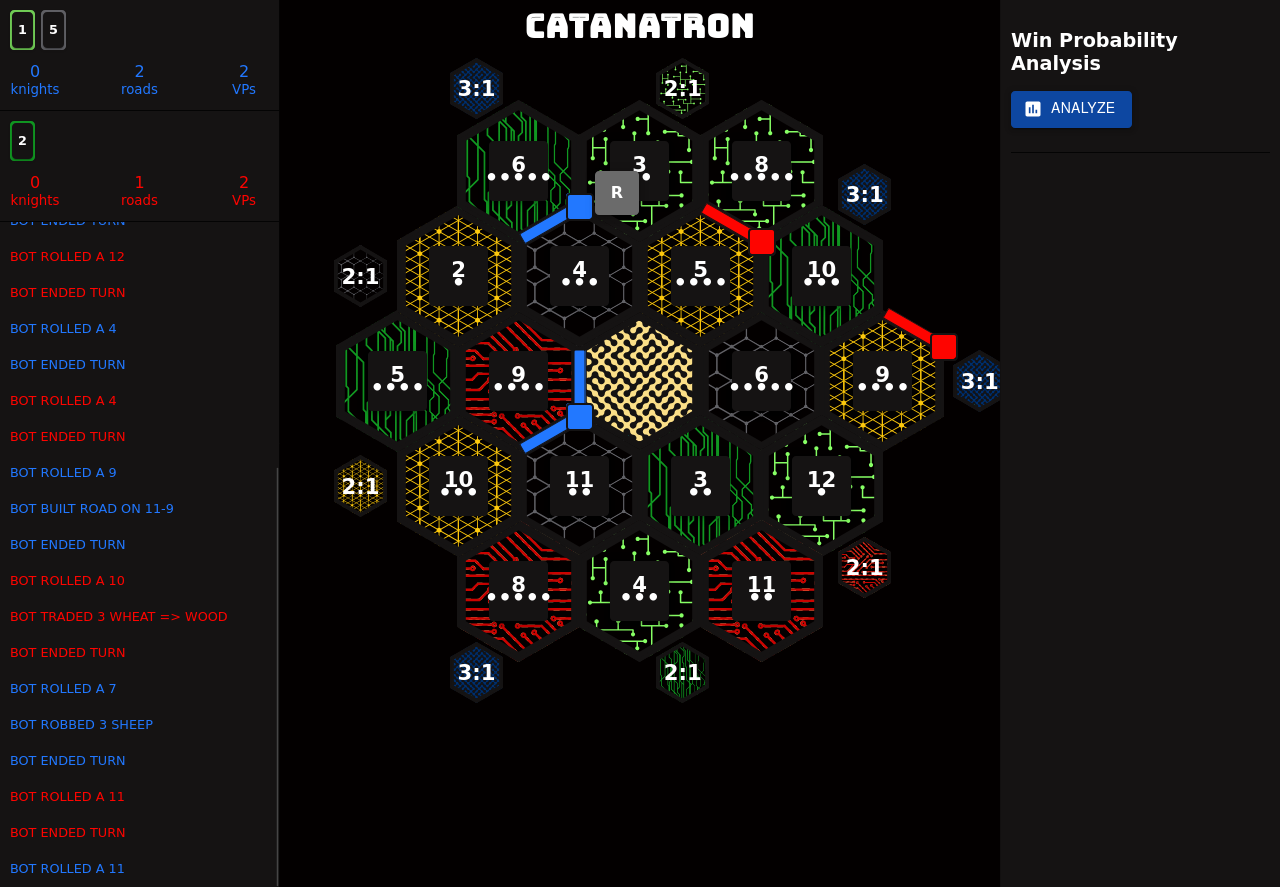 1 5
0 2 2
knights roads VPs
2
0 1 2
knights roads VPs
BOT ENDED TURN
BOT ROLLED A 12
BOT ENDED TURN
BOT ROLLED A 4
BOT ENDED TURN
BOT ROLLED A 4
BOT ENDED TURN
BOT ROLLED A 9
BOT BUILT ROAD ON 11-9
BOT ENDED TURN
BOT ROLLED A 10
BOT TRADED 3 WHEAT => WOOD
BOT ENDED TURN
BOT ROLLED A 7
BOT ROBBED 3 SHEEP
BOT ENDED TURN
BOT ROLLED A 11
BOT ENDED TURN
BOT ROLLED A 11
CATANATRON
3:1 2:1
6 3 8
R
3:1
2:1 2 4 5 10
5 9 6 9 3:1
2:1 10 11 3 12
8 4 11 2:1
3:1 2:1
Win Probability
Analysis
ANALYZE